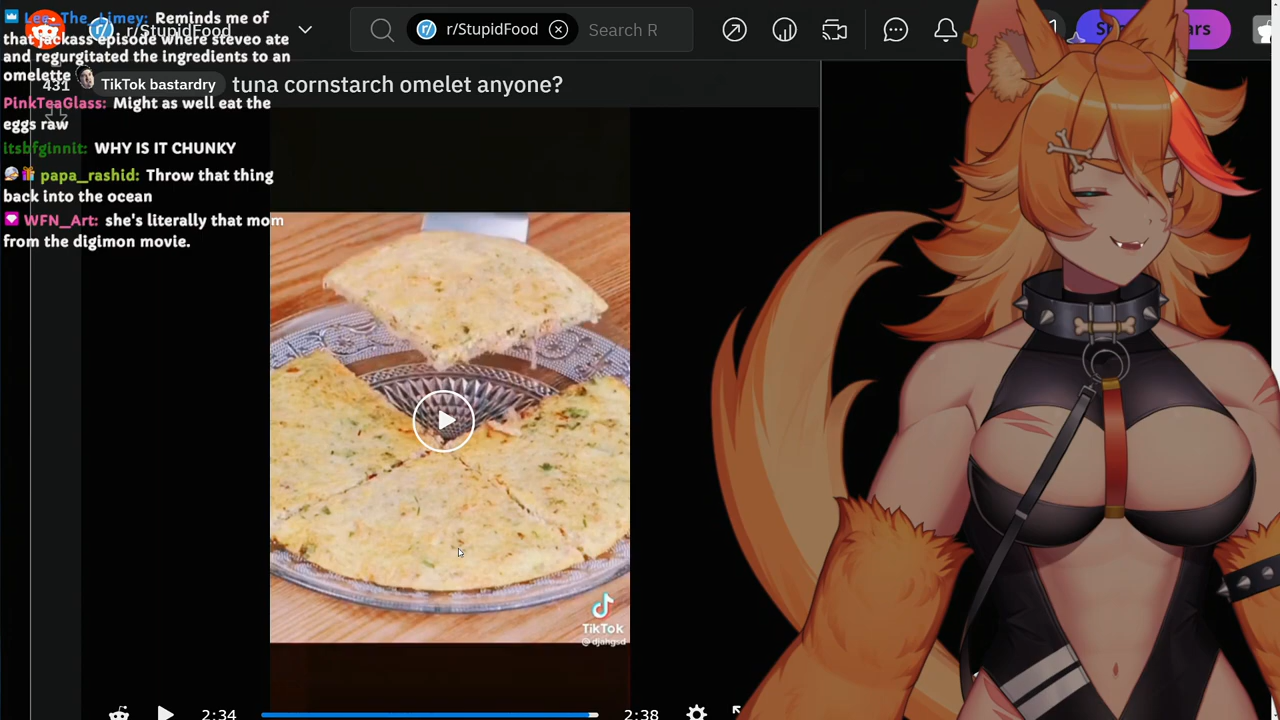 Lee_The_Limey: Reminds me of
that jackass episode where steveo ate
and regurgitated the ingredients to an
omelette
PinkTeaGlass: Might as well eat the
eggs raw
itsbfginnit: WHY IS IT CHUNKY
papa_rashid: Throw that thing
back into the ocean
WFN_Art: she's literally that mom
from the digimon movie.
r/StupidFood
r/StupidFood
Search R
431
TikTok bastardry
tuna cornstarch omelet anyone?
TikTok
@djahgsd
2:34
2:38